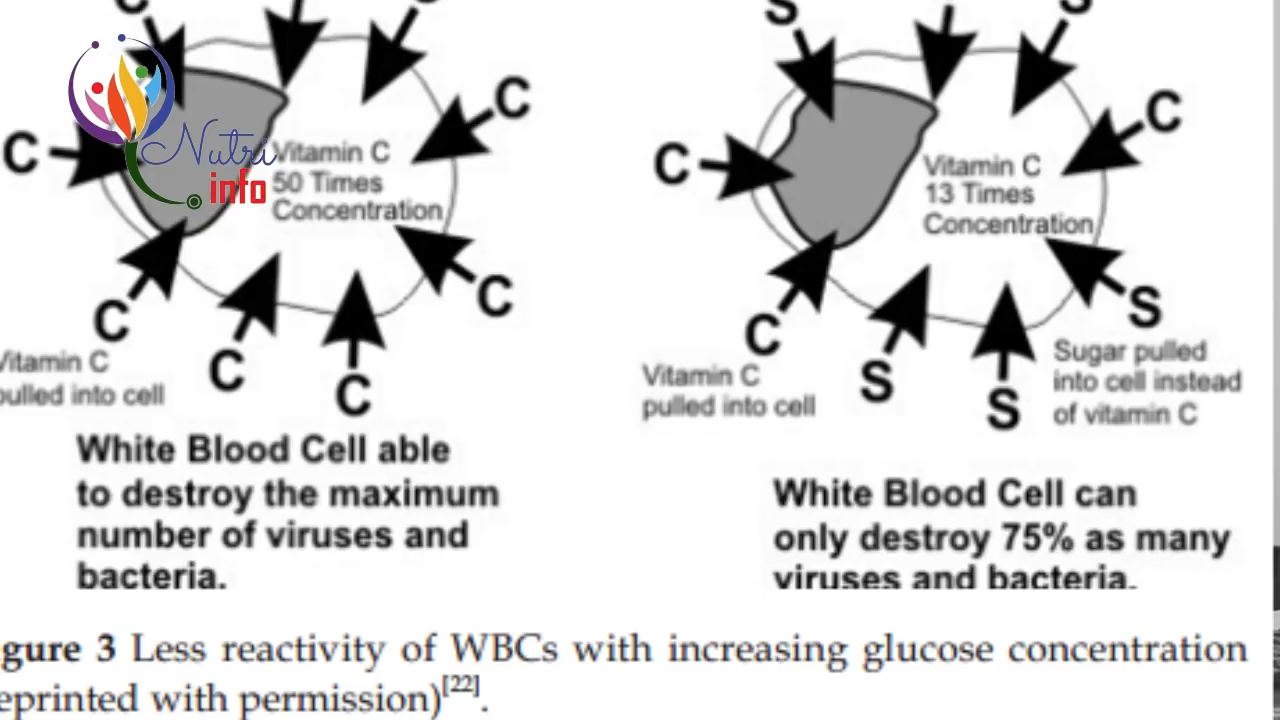 C
C
S
S
C
C
C
C
Nutri
info
Vitamin C
50 Times
Concentration
Vitamin C
13 Times
Concentration
C
C
C
C
C
S
S
S
Vitamin C
pulled into cell
Vitamin C
pulled into cell
Sugar pulled
into cell instead
of vitamin C
White Blood Cell able
to destroy the maximum
number of viruses and
bacteria.
White Blood Cell can
only destroy 75% as many
viruses and bacteria.
gure 3 Less reactivity of WBCs with increasing glucose concentration
eprinted with permission)[22].